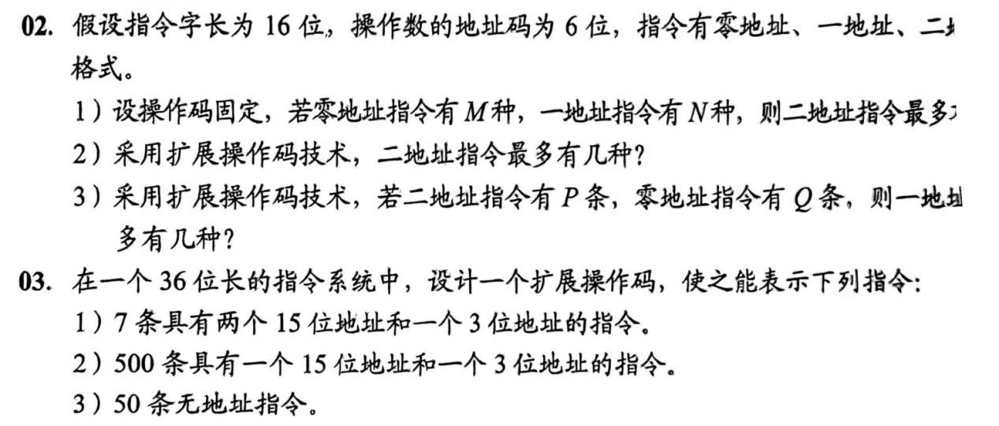 02. 假设指令字长为 16 位，操作数的地址码为 6 位，指令有零地址、一地址、二
格式。
1）设操作码固定，若零地址指令有 M 种，一地址指令有 N 种，则二地址指令最多
2）采用扩展操作码技术，二地址指令最多有几种？
3）采用扩展操作码技术，若二地址指令有 P 条，零地址指令有 Q 条，则一地址
多有几种？
03. 在一个 36 位长的指令系统中，设计一个扩展操作码，使之能表示下列指令：
1）7 条具有两个 15 位地址和一个 3 位地址的指令。
2）500 条具有一个 15 位地址和一个 3 位地址的指令。
3）50 条无地址指令。